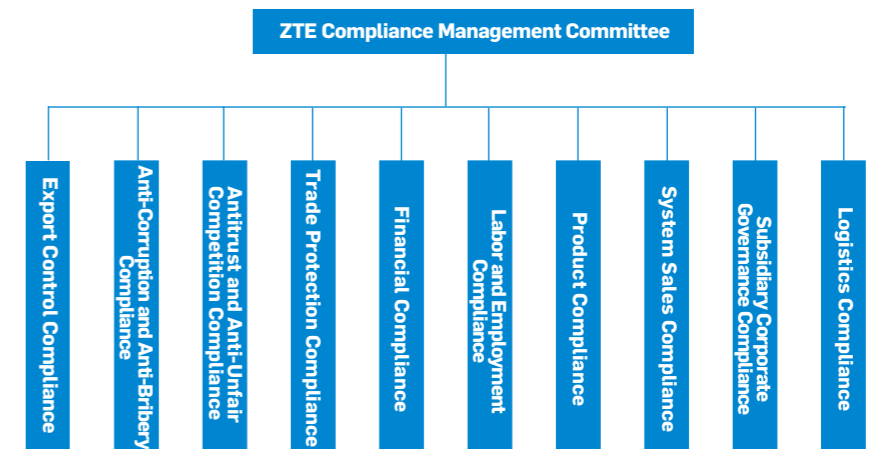 ZTE Compliance Management Committee
Export Control Compliance
Anti-Corruption and Anti-Bribery
Compliance
Antitrust and Anti-Unfair
Competition Compliance
Trade Protection Compliance
Financial Compliance
Labor and Employment
Compliance
Product Compliance
System Sales Compliance
Subsidiary Corporate
Governance Compliance
Logistics Compliance